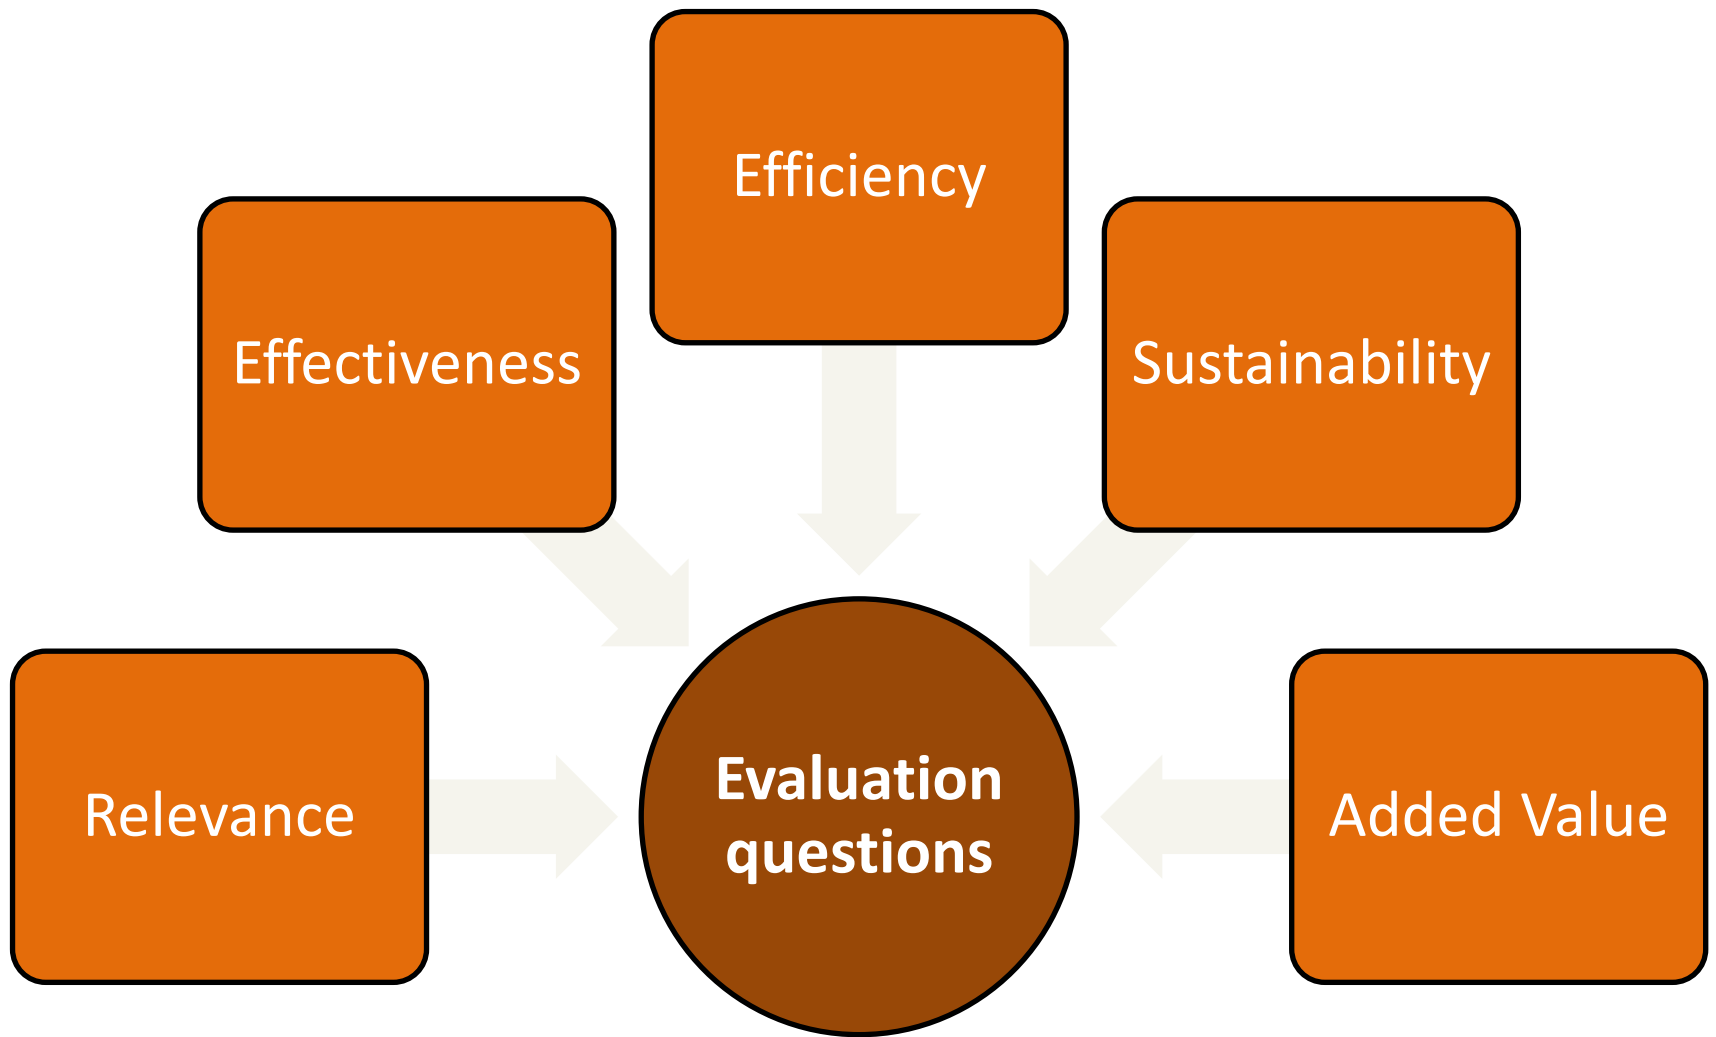 Efficiency
Effectiveness
Sustainability
Relevance
Evaluation
questions
Added Value